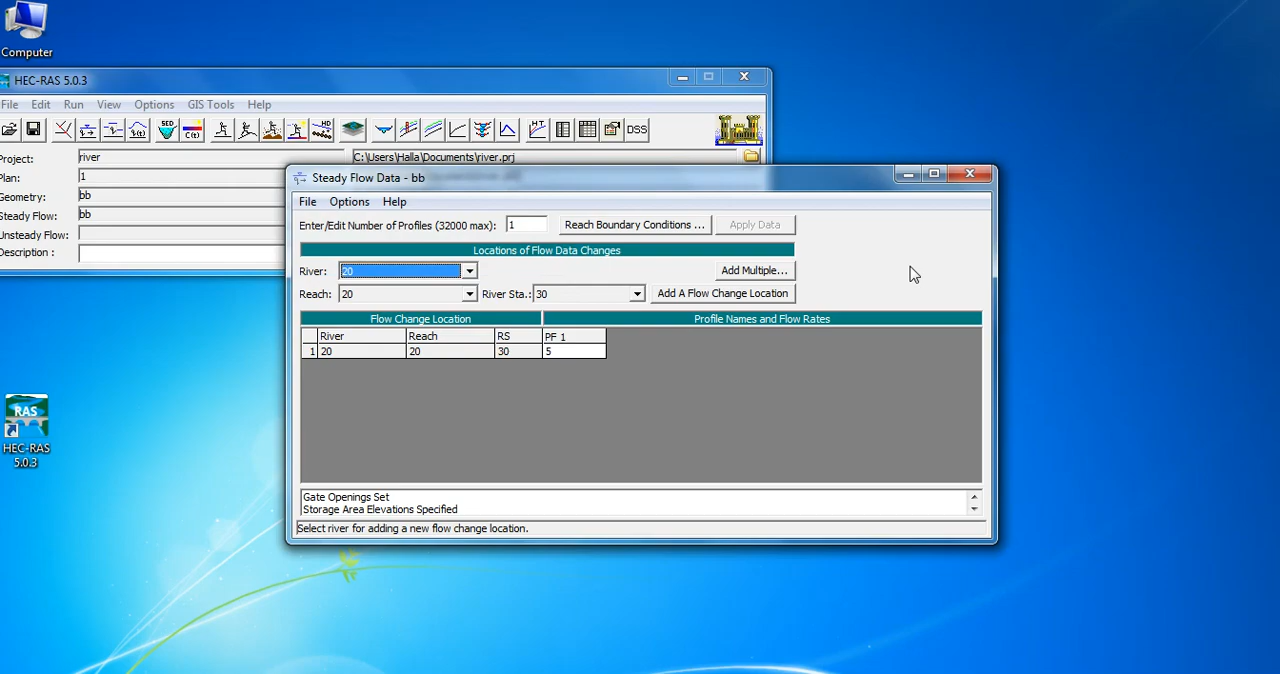 Computer
HEC-RAS 5.0.3
File Edit Run View Options GIS Tools Help
SED C(t) HD HT DSS
Project: river C:\Users\Halla\Documents\river.prj
Plan: 1
Geometry: bb
Steady Flow: bb
Unsteady Flow:
Description :
Steady Flow Data - bb
File Options Help
Enter/Edit Number of Profiles (32000 max): 1 Reach Boundary Conditions ... Apply Data
Locations of Flow Data Changes
River: 20 Add Multiple...
Reach: 20 River Sta.: 30 Add A Flow Change Location
Flow Change Location Profile Names and Flow Rates
River Reach RS PF 1
1 20 20 30 5
Gate Openings Set
Storage Area Elevations Specified
Select river for adding a new flow change location.
RAS
HEC-RAS
5.0.3